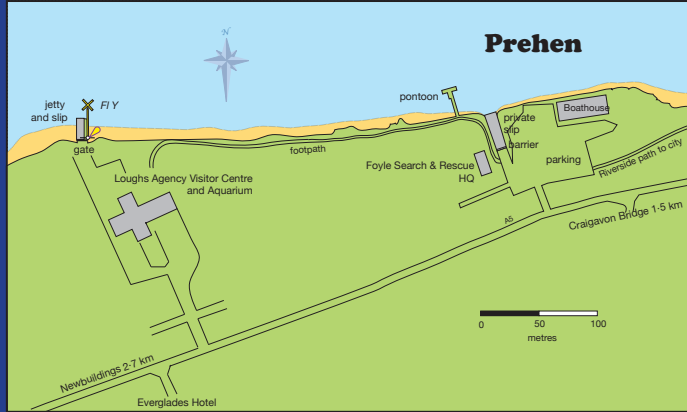 N
Prehen
jetty
and slip
Fl Y
gate
pontoon
private
slip
barrier
Boathouse
parking
footpath
Foyle Search & Rescue
HQ
Riverside path to city
Loughs Agency Visitor Centre
and Aquarium
A5
Craigavon Bridge 1·5 km
0 50 100
metres
Newbuildings 2·7 km
Everglades Hotel